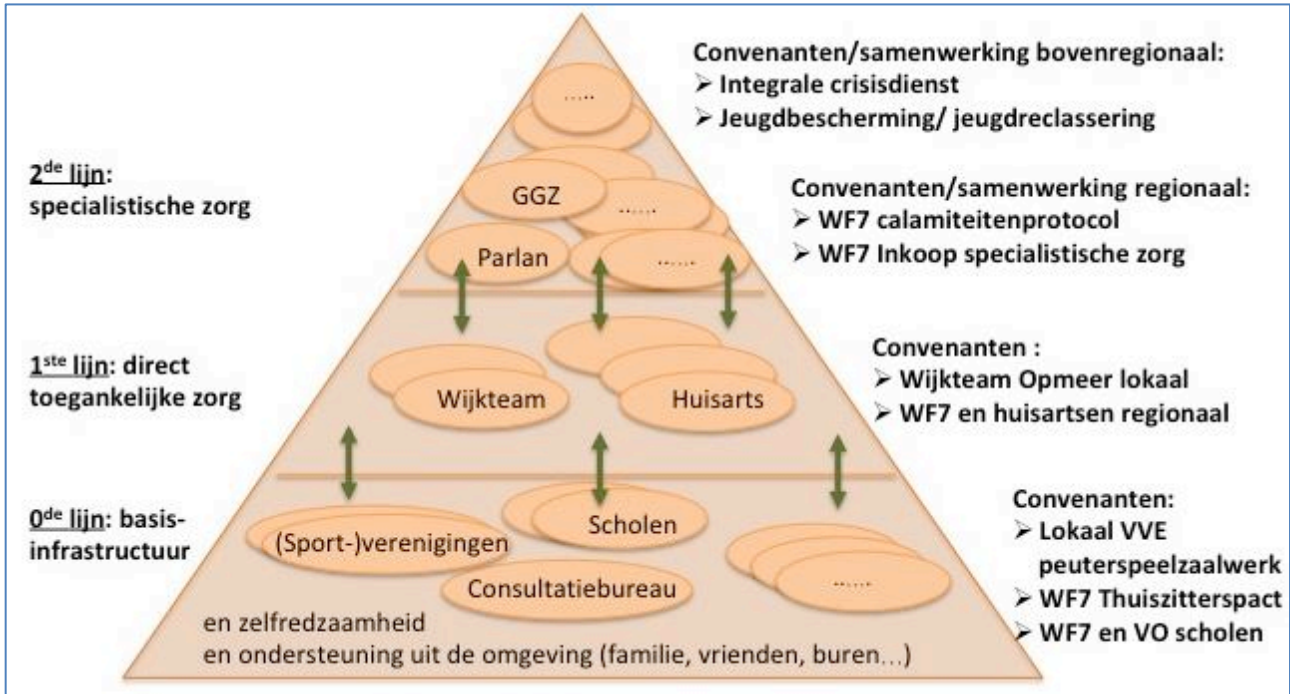 Convenanten/samenwerking bovenregionaal:
➢ Integrale crisisdienst
➢ Jeugdbescherming/ jeugdreclassering
2de lijn:
specialistische zorg
…..
GGZ
…...
Parlan
…...
Convenanten/samenwerking regionaal:
➢ WF7 calamiteitenprotocol
➢ WF7 Inkoop specialistische zorg
1ste lijn: direct
toegankelijke zorg
Wijkteam
Huisarts
Convenanten :
➢ Wijkteam Opmeer lokaal
➢ WF7 en huisartsen regionaal
0de lijn: basis-
infrastructuur
(Sport-)verenigingen
Scholen
Consultatiebureau
…...
en zelfredzaamheid
en ondersteuning uit de omgeving (familie, vrienden, buren…)
Convenanten:
➢ Lokaal VVE
peuterspeelzaalwerk
➢ WF7 Thuiszitterspact
➢ WF7 en VO scholen